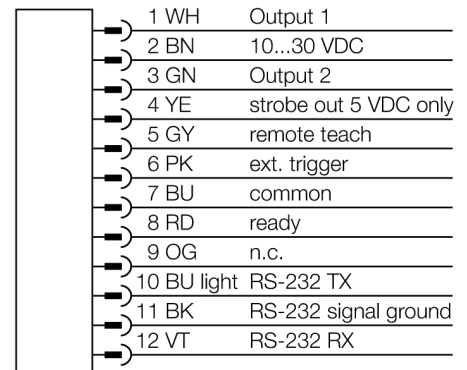 1 WH Output 1
2 BN 10...30 VDC
3 GN Output 2
4 YE strobe out 5 VDC only
5 GY remote teach
6 PK ext. trigger
7 BU common
8 RD ready
9 OG n.c.
10 BU light RS-232 TX
11 BK RS-232 signal ground
12 VT RS-232 RX